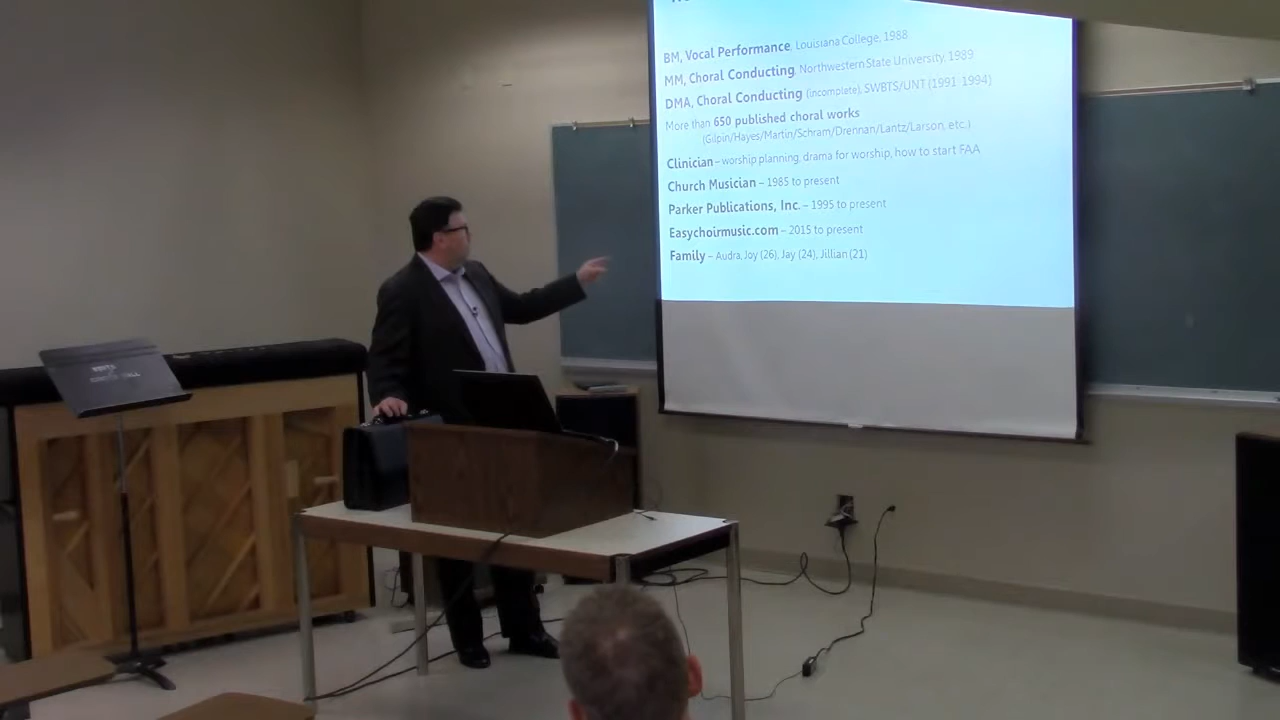 BM, Vocal Performance, Louisiana College, 1988
MM, Choral Conducting, Northwestern State University, 1989
DMA, Choral Conducting (incomplete), SWBTS/UNT (1991-1994)
More than 650 published choral works
(Gilpin/Hayes/Martin/Schram/Drennan/Lantz/Larson, etc.)
Clinician – worship planning, drama for worship, how to start FAA
Church Musician – 1985 to present
Parker Publications, Inc. – 1995 to present
Easychoirmusic.com – 2015 to present
Family – Audra, Joy (26), Jay (24), Jillian (21)